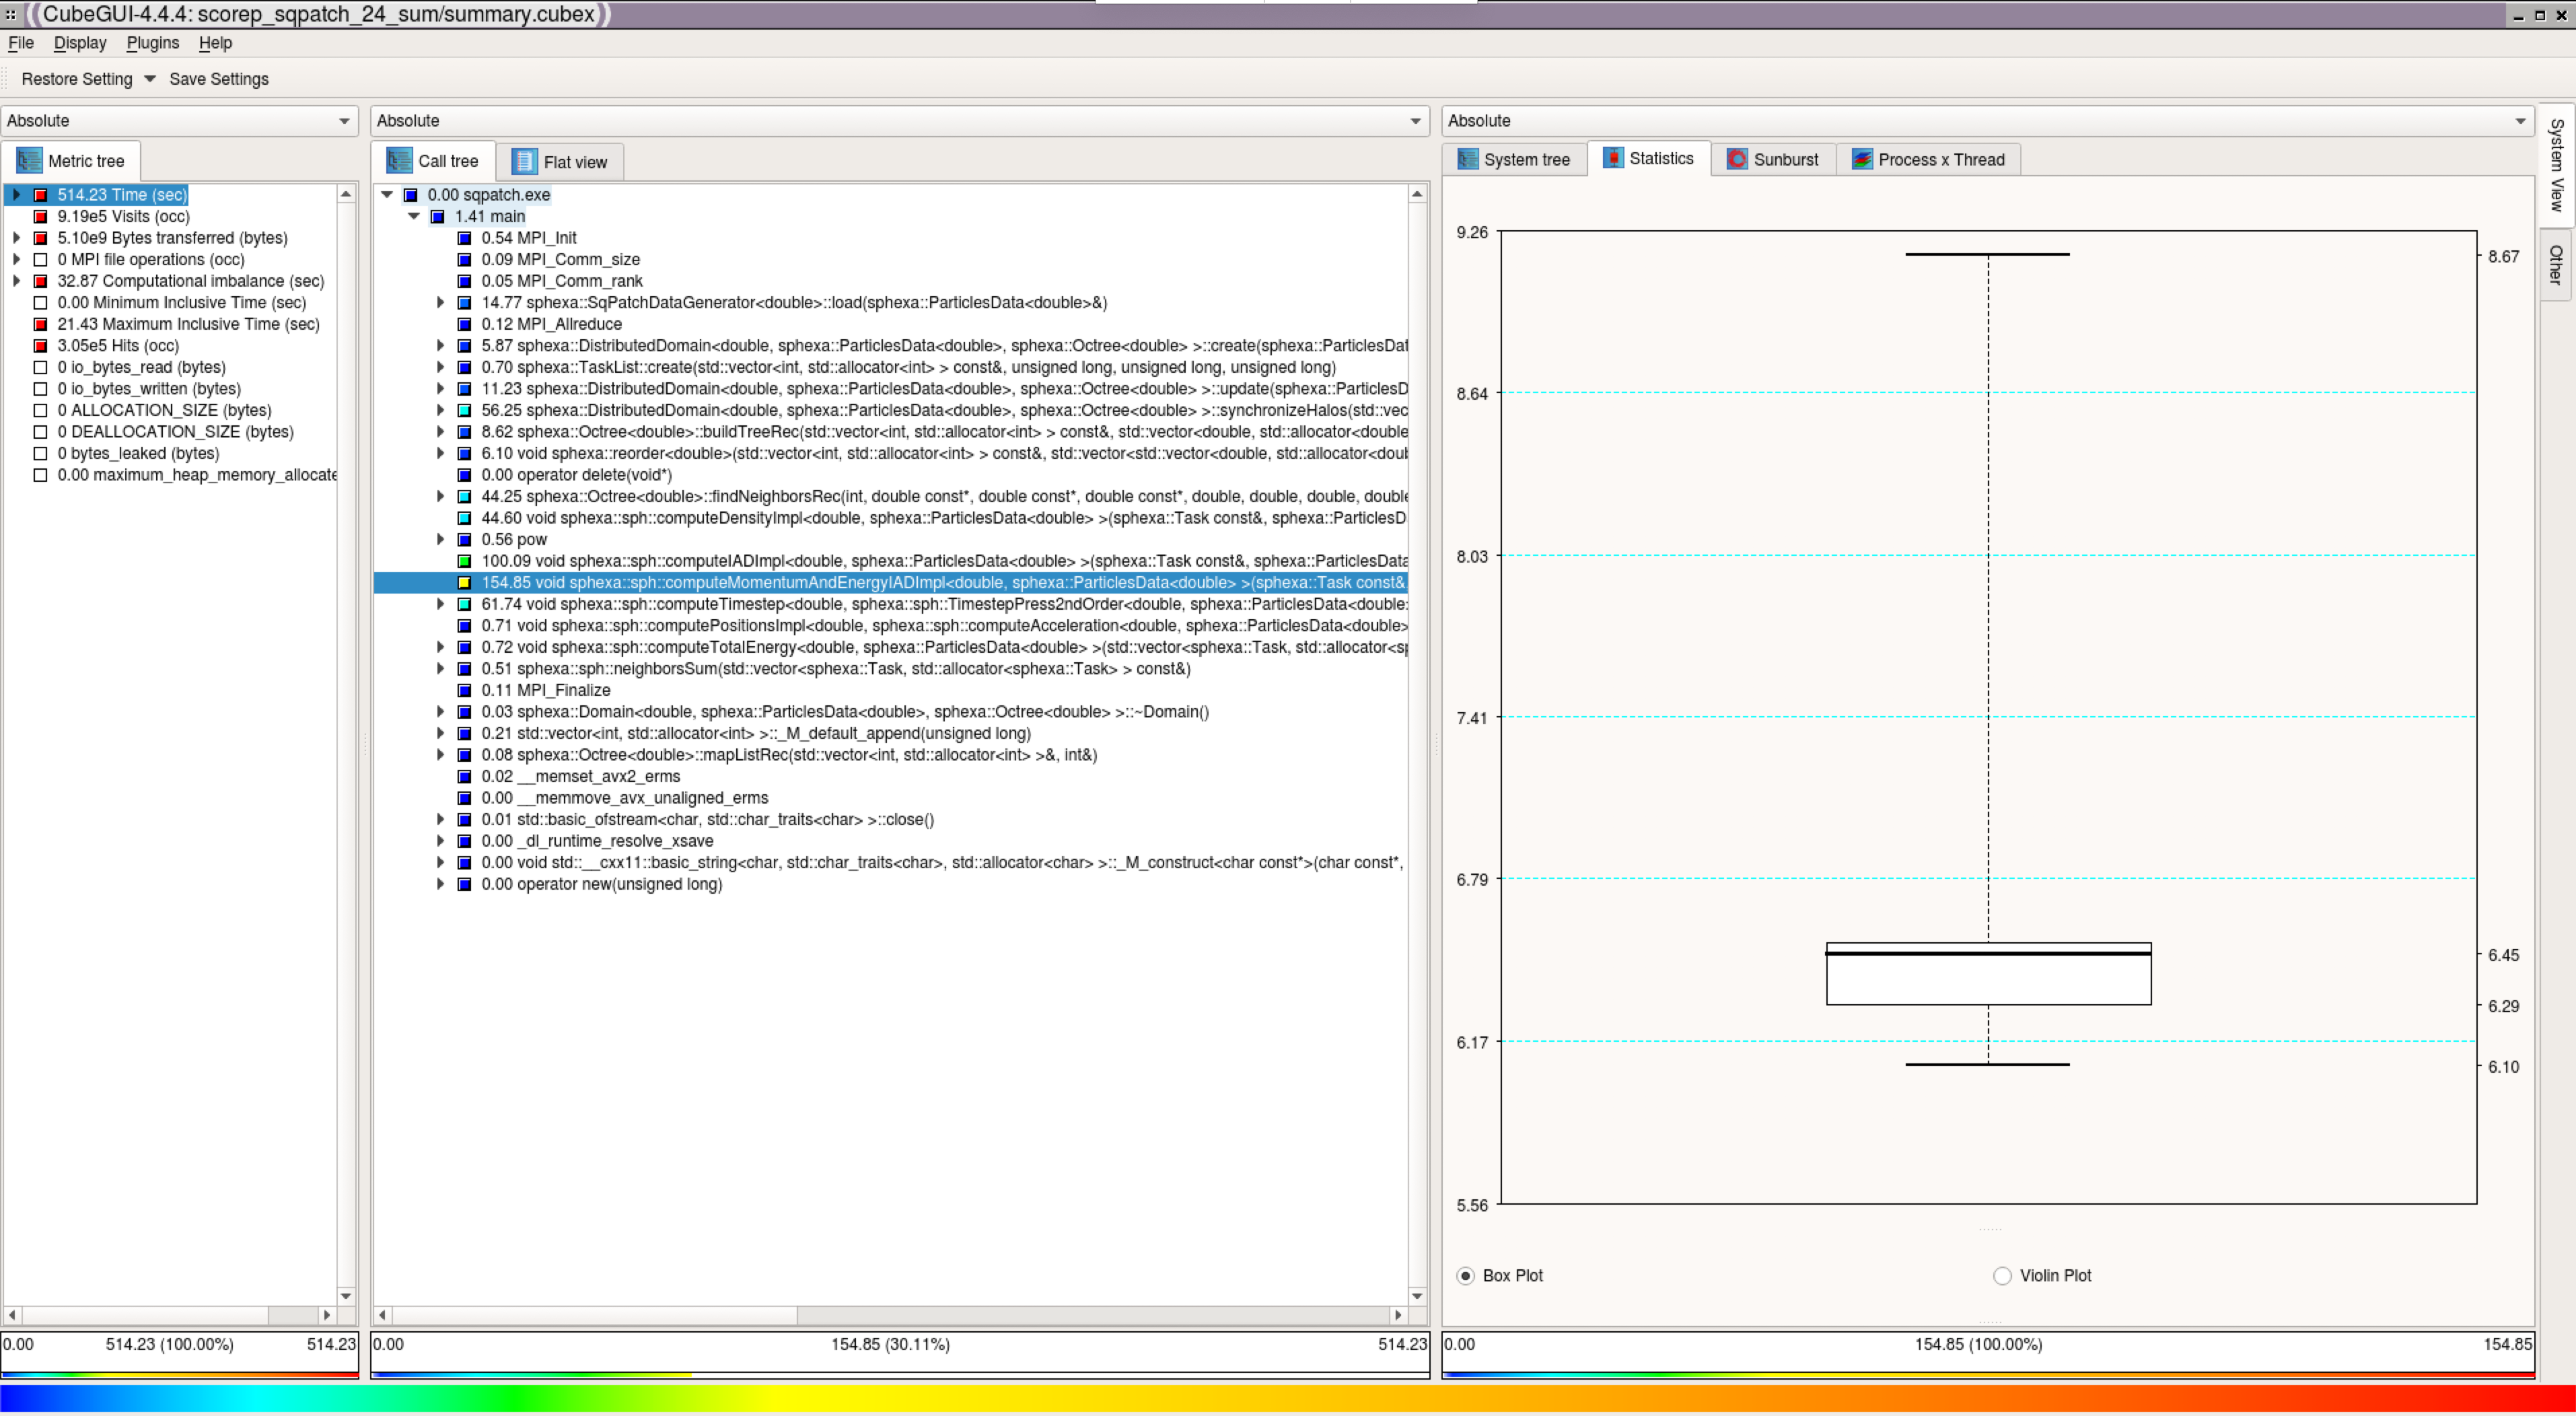 CubeGUI-4.4.4: scorep_sqpatch_24_sum/summary.cubex
File Display Plugins Help
Restore Setting Save Settings
Absolute
Metric tree
514.23 Time (sec)
9.19e5 Visits (occ)
5.10e9 Bytes transferred (bytes)
0 MPI file operations (occ)
32.87 Computational imbalance (sec)
0.00 Minimum Inclusive Time (sec)
21.43 Maximum Inclusive Time (sec)
3.05e5 Hits (occ)
0 io_bytes_read (bytes)
0 io_bytes_written (bytes)
0 ALLOCATION_SIZE (bytes)
0 DEALLOCATION_SIZE (bytes)
0 bytes_leaked (bytes)
0.00 maximum_heap_memory_allocate
0.00 514.23 (100.00%) 514.23
Absolute
Call tree Flat view
0.00 sqpatch.exe
1.41 main
0.54 MPI_Init
0.09 MPI_Comm_size
0.05 MPI_Comm_rank
14.77 sphexa::SqPatchDataGenerator<double>::load(sphexa::ParticlesData<double>&)
0.12 MPI_Allreduce
5.87 sphexa::DistributedDomain<double, sphexa::ParticlesData<double>, sphexa::Octree<double> >::create(sphexa::ParticlesDat
0.70 sphexa::TaskList::create(std::vector<int, std::allocator<int> > const&, unsigned long, unsigned long, unsigned long)
11.23 sphexa::DistributedDomain<double, sphexa::ParticlesData<double>, sphexa::Octree<double> >::update(sphexa::ParticlesD
56.25 sphexa::DistributedDomain<double, sphexa::ParticlesData<double>, sphexa::Octree<double> >::synchronizeHalos(std::vec
8.62 sphexa::Octree<double>::buildTreeRec(std::vector<int, std::allocator<int> > const&, std::vector<double, std::allocator<double
6.10 void sphexa::reorder<double>(std::vector<int, std::allocator<int> > const&, std::vector<std::vector<double, std::allocator<dou
0.00 operator delete(void*)
44.25 sphexa::Octree<double>::findNeighborsRec(int, double const*, double const*, double const*, double, double, double, double
44.60 void sphexa::sph::computeDensityImpl<double, sphexa::ParticlesData<double> >(sphexa::Task const&, sphexa::ParticlesD
0.56 pow
100.09 void sphexa::sph::computeIADImpl<double, sphexa::ParticlesData<double> >(sphexa::Task const&, sphexa::ParticlesData
154.85 void sphexa::sph::computeMomentumAndEnergyIADImpl<double, sphexa::ParticlesData<double> >(sphexa::Task const&
61.74 void sphexa::sph::computeTimestep<double, sphexa::sph::TimestepPress2ndOrder<double, sphexa::ParticlesData<double:
0.71 void sphexa::sph::computePositionsImpl<double, sphexa::sph::computeAcceleration<double, sphexa::ParticlesData<double>
0.72 void sphexa::sph::computeTotalEnergy<double, sphexa::ParticlesData<double> >(std::vector<sphexa::Task, std::allocator<sp
0.51 sphexa::sph::neighborsSum(std::vector<sphexa::Task, std::allocator<sphexa::Task> > const&)
0.11 MPI_Finalize
0.03 sphexa::Domain<double, sphexa::ParticlesData<double>, sphexa::Octree<double> >::~Domain()
0.21 std::vector<int, std::allocator<int> >::_M_default_append(unsigned long)
0.08 sphexa::Octree<double>::mapListRec(std::vector<int, std::allocator<int> >&, int&)
0.02 __memset_avx2_erms
0.00 __memmove_avx_unaligned_erms
0.01 std::basic_ofstream<char, std::char_traits<char> >::close()
0.00 _dl_runtime_resolve_xsave
0.00 void std::__cxx11::basic_string<char, std::char_traits<char>, std::allocator<char> >::_M_construct<char const*>(char const*,
0.00 operator new(unsigned long)
0.00 154.85 (30.11%) 514.23
Absolute
System tree Statistics Sunburst Process x Thread
9.26
8.67
8.64
8.03
7.41
6.79
6.45
6.29
6.17
6.10
5.56
Box Plot Violin Plot
0.00 154.85 (100.00%) 154.85
System View
Other